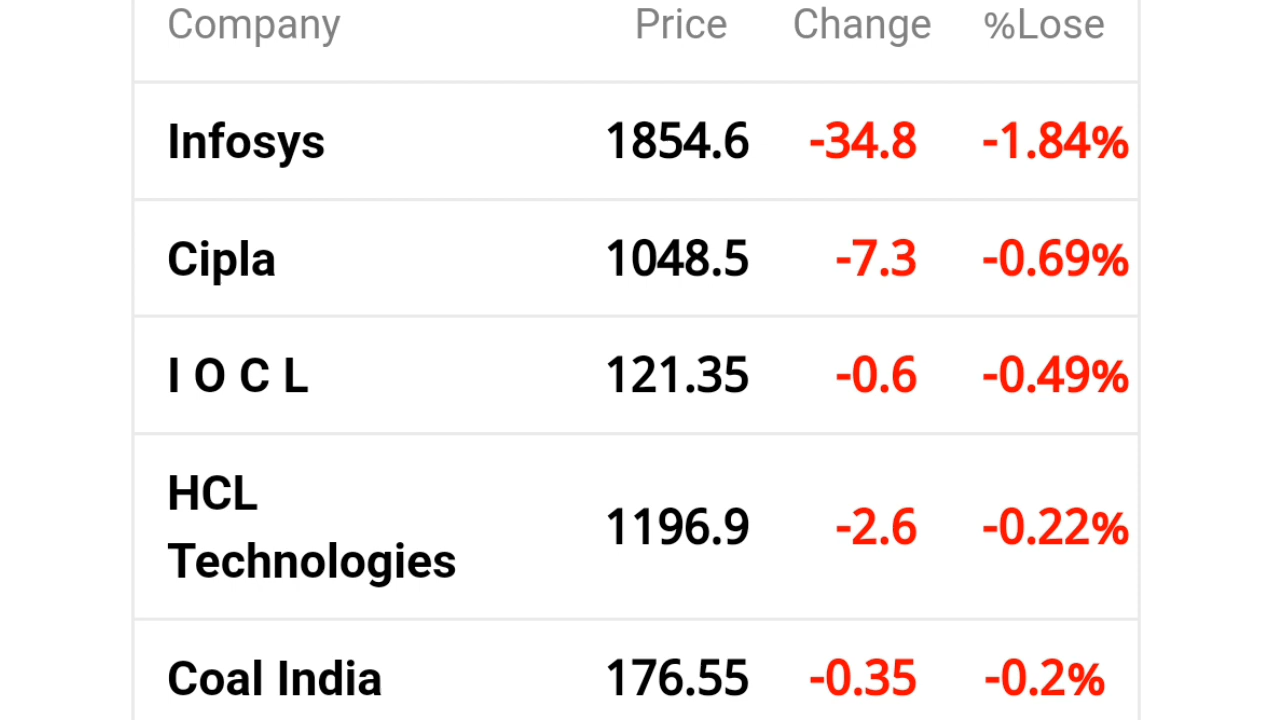 Company Price Change %Lose
Infosys 1854.6 -34.8 -1.84%
Cipla 1048.5 -7.3 -0.69%
I O C L 121.35 -0.6 -0.49%
HCL
Technologies 1196.9 -2.6 -0.22%
Coal India 176.55 -0.35 -0.2%